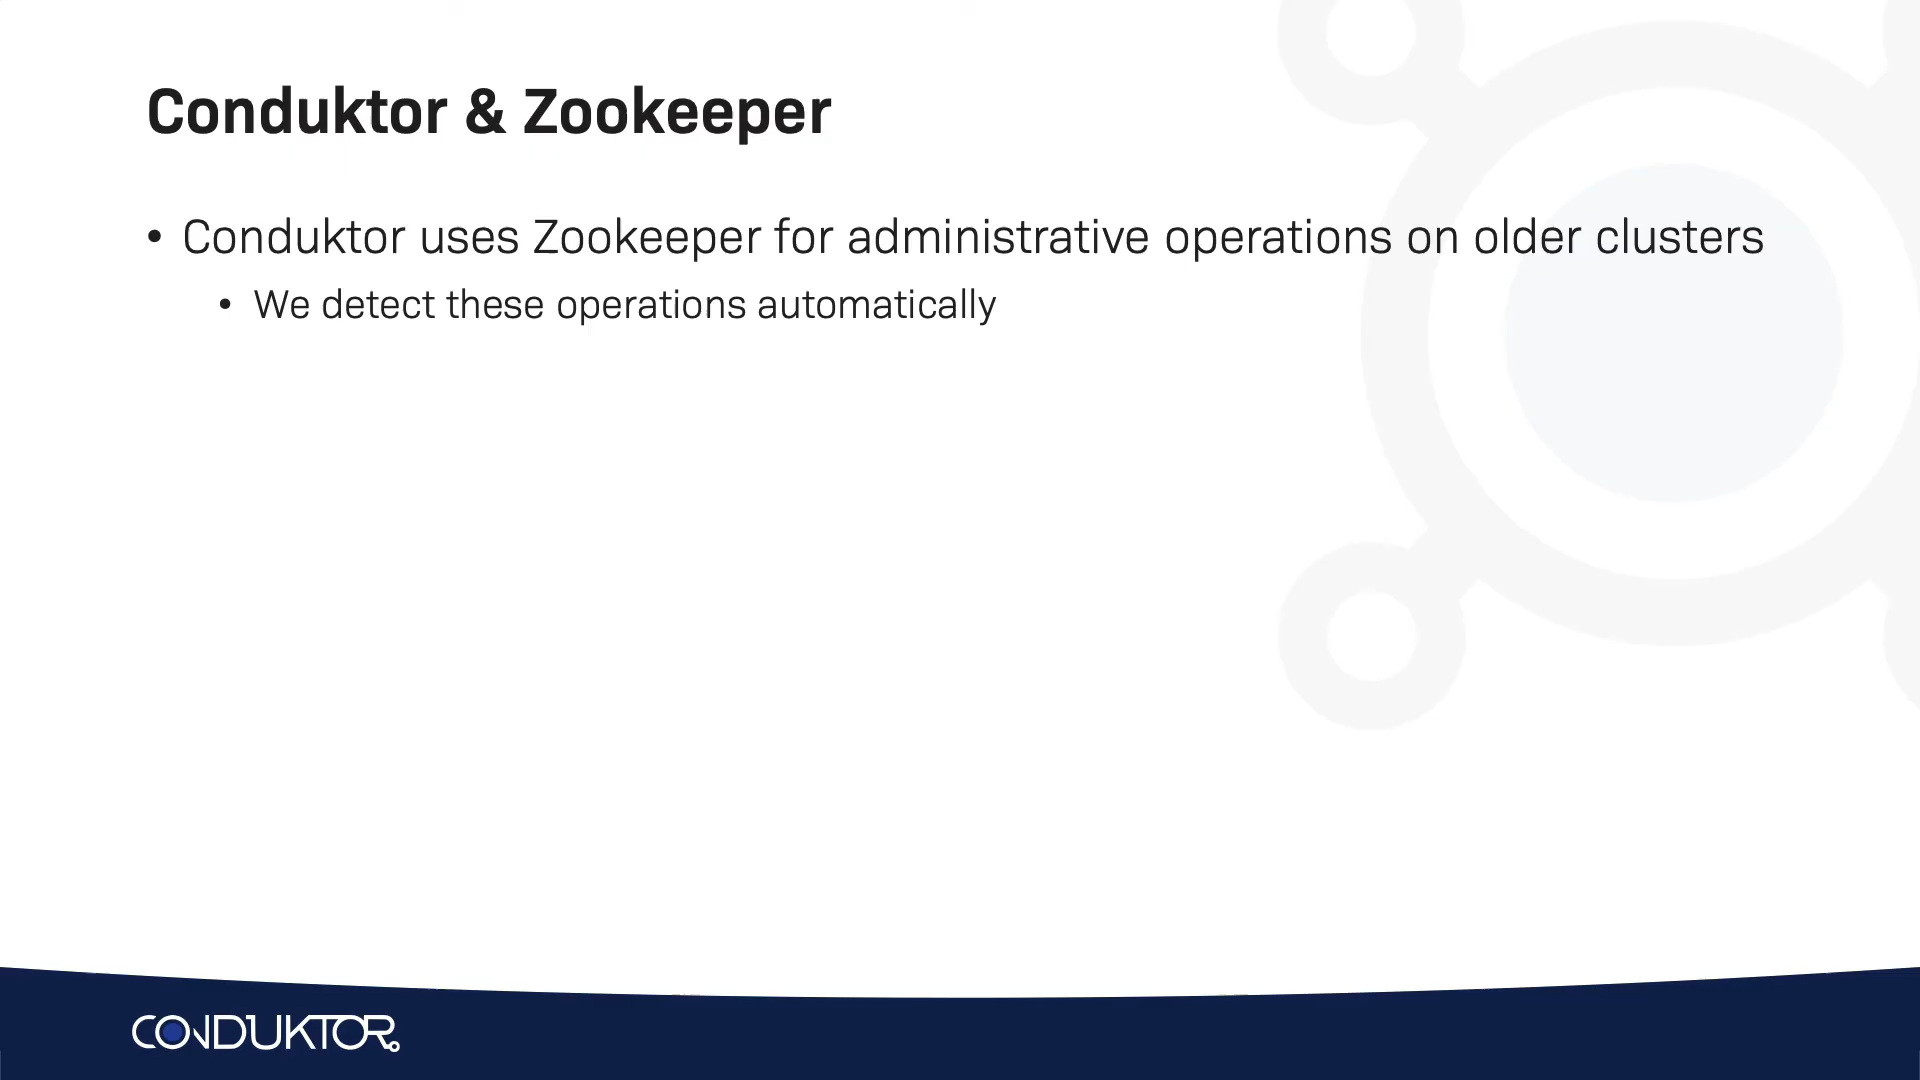 Conduktor & Zookeeper
• Conduktor uses Zookeeper for administrative operations on older clusters
• We detect these operations automatically
CONDUKTOR